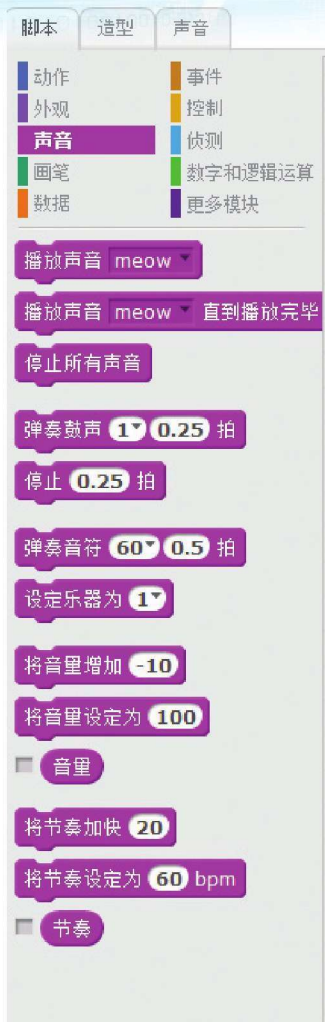 脚本 造型 声音
动作 事件
外观 控制
声音 侦测
画笔 数字和逻辑运算
数据 更多模块
播放声音 meow
播放声音 meow 直到播放完毕
停止所有声音
弹奏鼓声 1 0.25 拍
停止 0.25 拍
弹奏音符 60 0.5 拍
设定乐器为 1
将音量增加 -10
将音量设定为 100
音量
将节奏加快 20
将节奏设定为 60 bpm
节奏